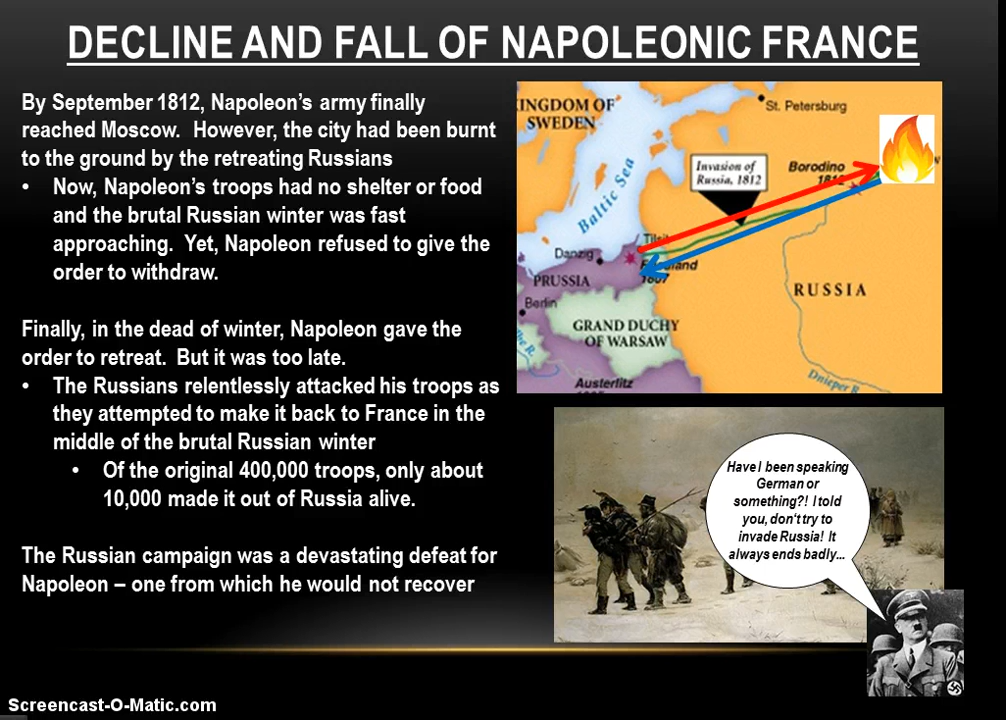 DECLINE AND FALL OF NAPOLEONIC FRANCE
By September 1812, Napoleon's army finally
reached Moscow. However, the city had been burnt
to the ground by the retreating Russians
• Now, Napoleon's troops had no shelter or food
and the brutal Russian winter was fast
approaching. Yet, Napoleon refused to give the
order to withdraw.
Finally, in the dead of winter, Napoleon gave the
order to retreat. But it was too late.
• The Russians relentlessly attacked his troops as
they attempted to make it back to France in the
middle of the brutal Russian winter
• Of the original 400,000 troops, only about
10,000 made it out of Russia alive.
The Russian campaign was a devastating defeat for
Napoleon – one from which he would not recover
INGDOM OF
SWEDEN
St. Petersburg
Invasion of
Russia, 1812
Borodino
1812
Baltic Sea
Tilsit
Danzig
1807
PRUSSIA
RUSSIA
Berlin
GRAND DUCHY
OF WARSAW
Austerlitz
Dnieper R.
Have I been speaking
German or
something?! I told
you, don't try to
invade Russia! It
always ends badly...
Screencast-O-Matic.com